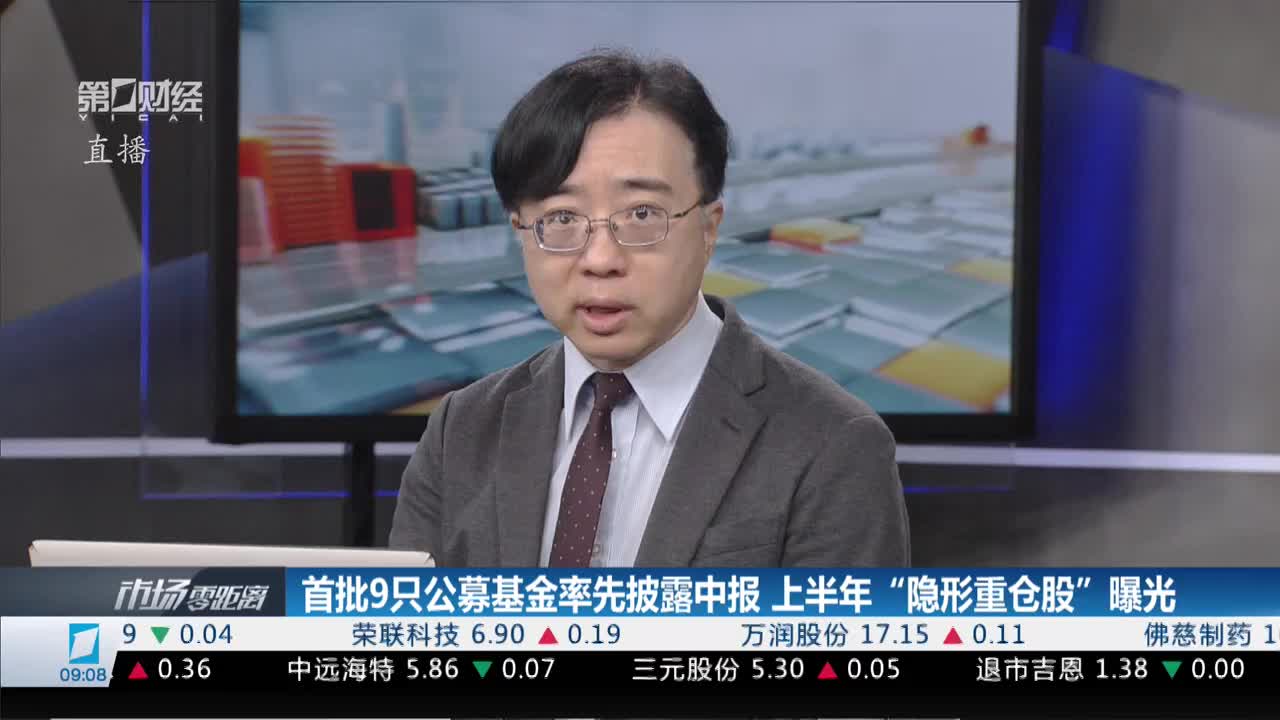 第一财经
YICAI
直播
市场零距离
首批9只公募基金率先披露中报 上半年“隐形重仓股”曝光
9 ▼ 0.04 荣联科技 6.90 ▲ 0.19 万润股份 17.15 ▲ 0.11 佛慈制药
09:08
▲ 0.36 中远海特 5.86 ▼ 0.07 三元股份 5.30 ▲ 0.05 退市吉恩 1.38 ▼ 0.00